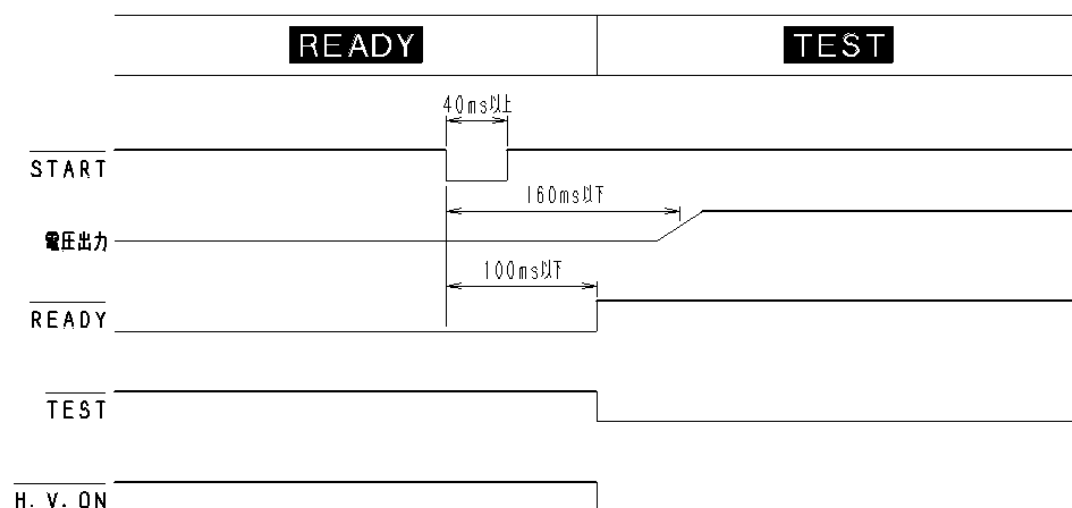 READY
TEST
40ms以上
START
160ms以下
電圧出力
100ms以下
READY
TEST
H. V. ON